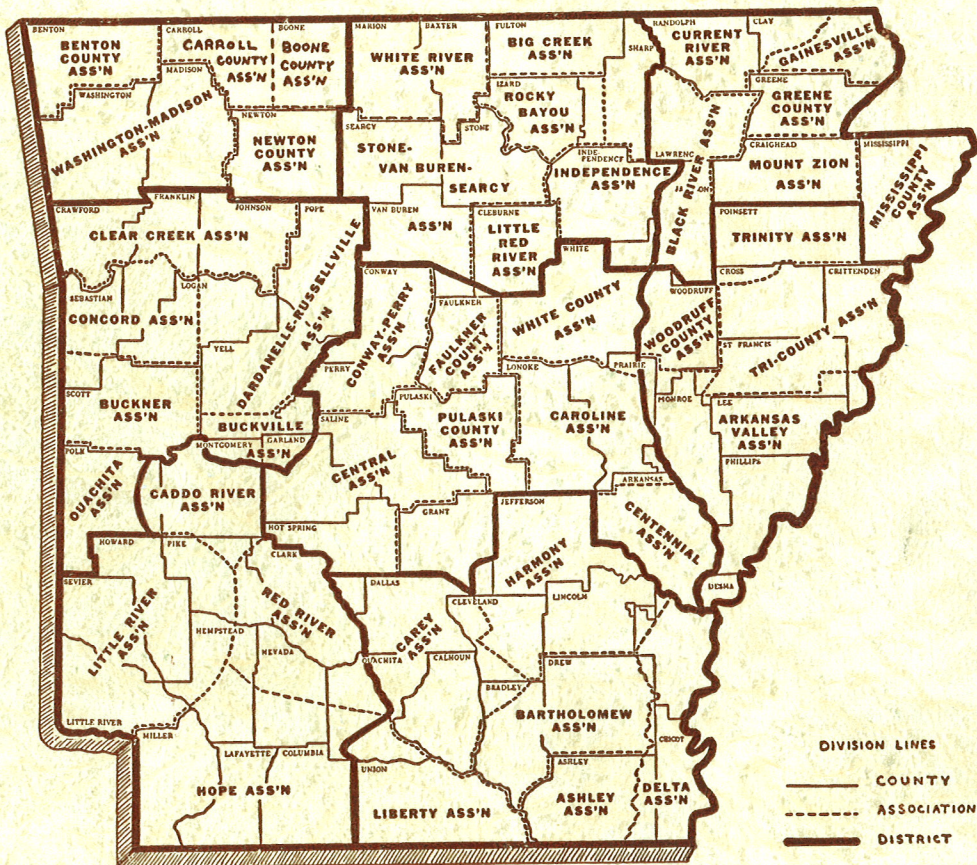 BENTON
CARROLL
BOONE
MARION
BAXTER
FULTON
SHARP
RANDOLPH
CLAY
BENTON
COUNTY
ASS'N
CARROLL
COUNTY
ASS'N
BOONE
COUNTY
ASS'N
WHITE RIVER
ASS'N
BIG CREEK
ASS'N
CURRENT
RIVER
ASS'N
GAINESVILLE
ASS'N
WASHINGTON
MADISON
WASHINGTON-MADISON
ASS'N
NEWTON
NEWTON
COUNTY
ASS'N
SEARCY
STONE
IZARD
ROCKY
BAYOU
ASS'N
GREENE
GREENE
COUNTY
ASS'N
STONE-
VAN BUREN-
SEARCY
ASS'N
INDE-
PENDENCE
INDEPENDENCE
ASS'N
LAWRENC
BLACK RIVER ASS'N
CRAIGHEAD
MOUNT ZION
ASS'N
MISSISSIPPI
MISSISSIPPI
COUNTY
ASS'N
CRAWFORD
FRANKLIN
JOHNSON
POPE
CLEAR CREEK ASS'N
VAN BUREN
CLEBURNE
LITTLE
RED
RIVER
ASS'N
WHITE
POINSETT
TRINITY ASS'N
SEBASTIAN
LOGAN
CONCORD ASS'N
YELL
DARDANELLE-RUSSELLVILLE
ASS'N
CONWAY
CONWAY-PERRY
ASS'N
PERRY
FAULKNER
FAULKNER
COUNTY
ASS'N
WHITE COUNTY
ASS'N
WOODRUFF
WOODRUFF
COUNTY
ASS'N
CROSS
CRITTENDEN
ST FRANCIS
TRI-COUNTY ASS'N
SCOTT
BUCKNER
ASS'N
BUCKVILLE
ASS'N
MONTGOMERY
GARLAND
SALINE
PULASKI
PULASKI
COUNTY
ASS'N
LONOKE
PRAIRIE
CAROLINE
ASS'N
MONROE
LEE
ARKANSAS
VALLEY
ASS'N
PHILLIPS
POLK
OUACHITA
ASS'N
CADDO RIVER
ASS'N
CENTRAL
ASS'N
HOT SPRING
GRANT
JEFFERSON
ARKANSAS
CENTENNIAL
ASS'N
DESHA
HOWARD
PIKE
CLARK
SEVIER
LITTLE RIVER
ASS'N
RED RIVER
ASS'N
HEMPSTEAD
NEVADA
DALLAS
CAREY
ASS'N
CLEVELAND
HARMONY
ASS'N
LINCOLN
OUACHITA
CALHOUN
BRADLEY
DREW
BARTHOLOMEW
ASS'N
CHICOT
LITTLE RIVER
MILLER
LAFAYETTE
COLUMBIA
HOPE ASS'N
UNION
LIBERTY ASS'N
ASHLEY
ASHLEY
ASS'N
DELTA
ASS'N
DIVISION LINES
COUNTY
ASSOCIATION
DISTRICT